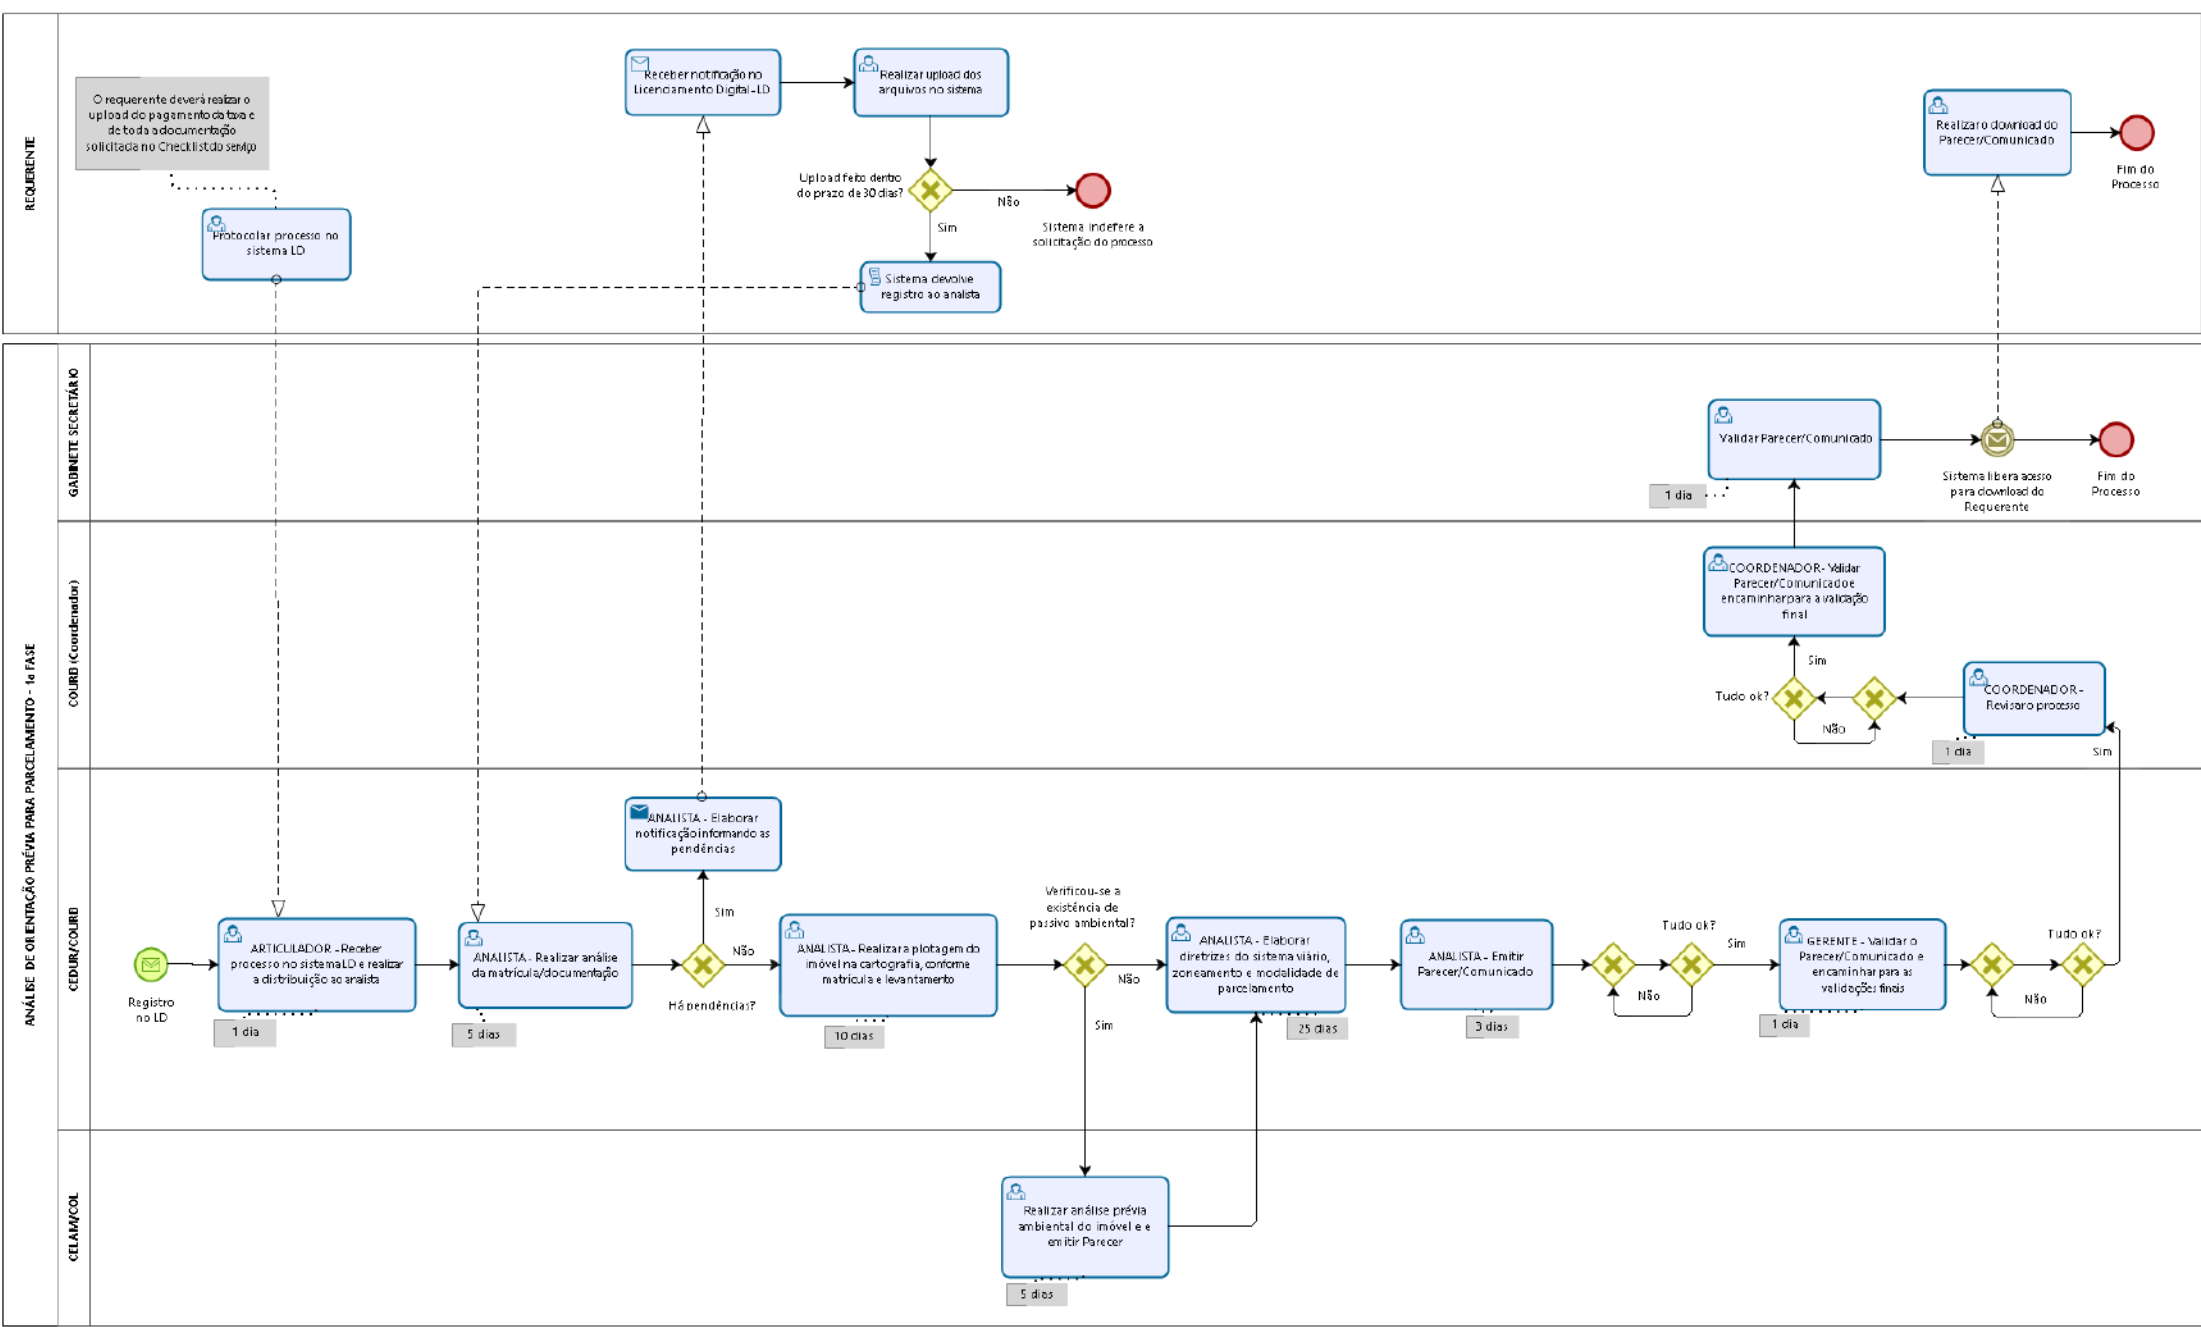 REQUERENTE
O requerente deverá realizar o
upload do pagamento da taxa e
de toda a documentação
solicitada no Checklist do serviço
Protocolar processo no
sistema LD
Receber notificação no
Licenciamento Digital-LD
Realizar upload dos
arquivos no sistema
Upload feito dentro
do prazo de 30 dias?
Não
Sistema indefere a
solicitação do processo
Sim
Sistema devolve
registro ao analista
Realizar o download do
Parecer/Comunicado
Fim do
Processo
ANÁLISE DE ORIENTAÇÃO PRÉVIA PARA PARCELAMENTO - 1a FASE
GABINETE SECRETÁRIO
Validar Parecer/Comunicado
1 dia
Sistema libera acesso
para download do
Requerente
Fim do
Processo
COURB (Coordenador)
COORDENADOR- Validar
Parecer/Comunicado e
encaminhar para a validação
final
Sim
Tudo ok?
Não
COORDENADOR -
Revisar o processo
1 dia
Sim
CEDUR/COURB
Registro
no LD
ARTICULADOR - Receber
processo no sistema LD e realizar
a distribuição ao analista
1 dia
ANALISTA - Realizar análise
da matrícula/documentação
5 dias
ANALISTA - Elaborar
notificação informando as
pendências
Sim
Não
Há pendências?
ANALISTA - Realizar a plotagem do
imóvel na cartografia, conforme
matrícula e levantamento
10 dias
Verificou-se a
existência de
passivo ambiental?
Não
Sim
ANALISTA - Elaborar
diretrizes do sistema viário,
zoneamento e modalidade de
parcelamento
25 dias
ANALISTA - Emitir
Parecer/Comunicado
3 dias
Tudo ok?
Sim
Não
GERENTE - Validar o
Parecer/Comunicado e
encaminhar para as
validações finais
1 dia
Tudo ok?
Não
CELAM/COL
Realizar análise prévia
ambiental do imóvel e e
emitir Parecer
5 dias